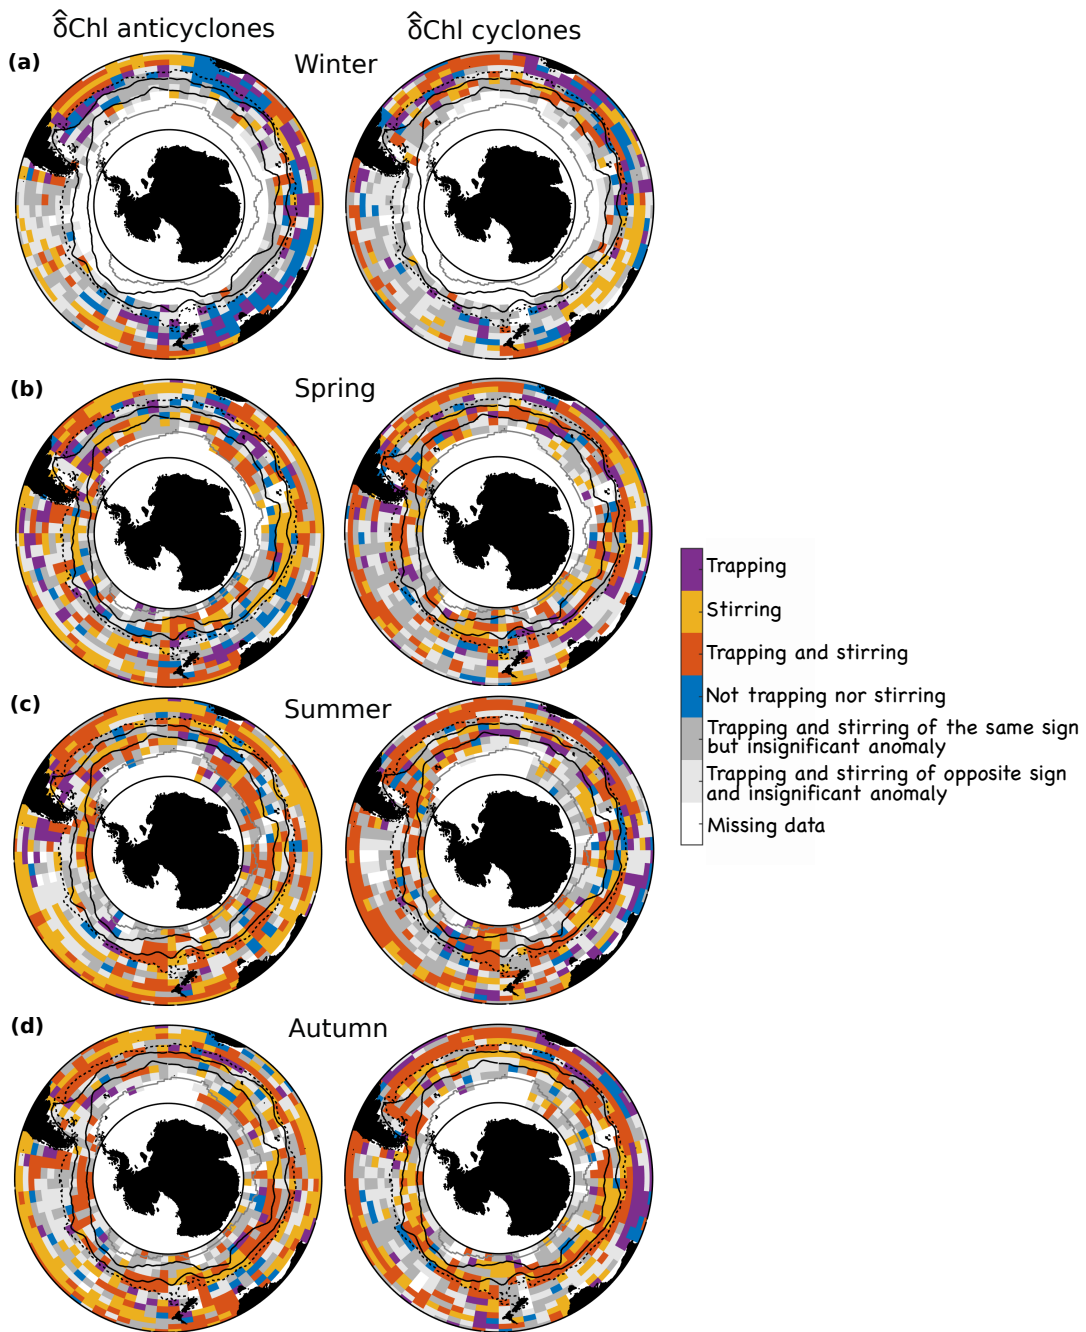 δ̂Chl anticyclones
δ̂Chl cyclones
(a)
Winter
(b)
Spring
(c)
Summer
(d)
Autumn
Trapping
Stirring
Trapping and stirring
Not trapping nor stirring
Trapping and stirring of the same sign
but insignificant anomaly
Trapping and stirring of opposite sign
and insignificant anomaly
Missing data